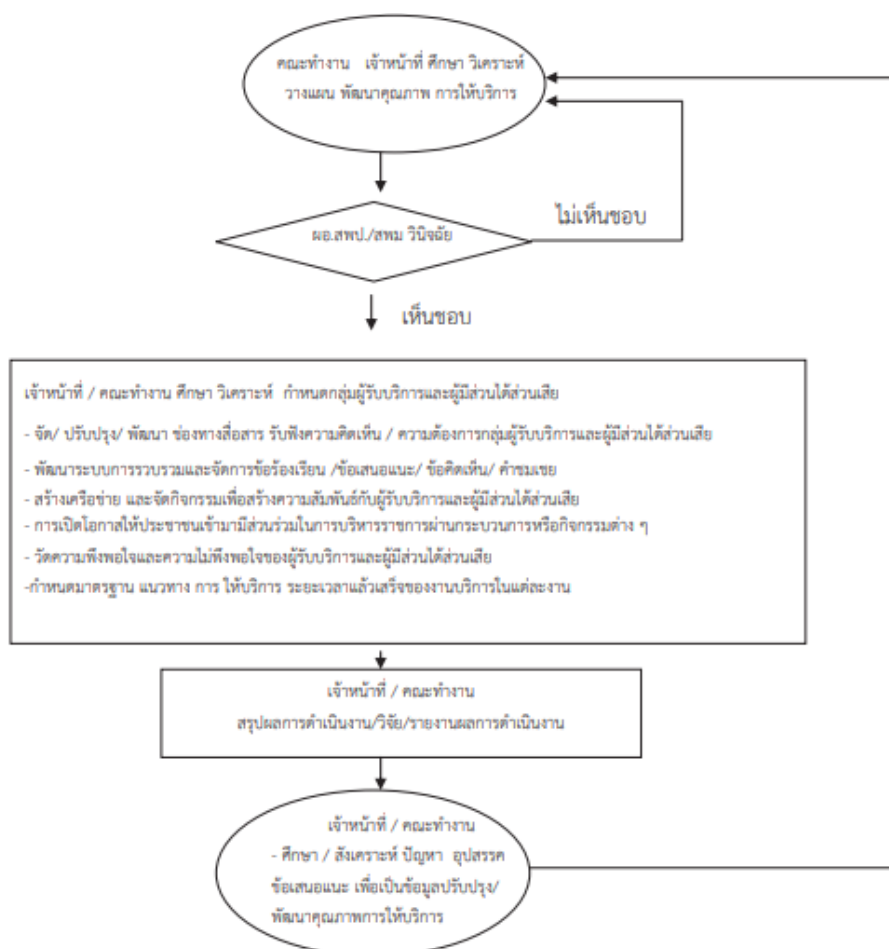 คณะทำงาน เจ้าหน้าที่ ศึกษา วิเคราะห์
วางแผน พัฒนาคุณภาพ การให้บริการ
ผอ.สพป./สพม วินิจฉัย
ไม่เห็นชอบ
เห็นชอบ
เจ้าหน้าที่ / คณะทำงาน ศึกษา วิเคราะห์ กำหนดกลุ่มผู้รับบริการและผู้มีส่วนได้ส่วนเสีย
- จัด/ ปรับปรุง/ พัฒนา ช่องทางสื่อสาร รับฟังความคิดเห็น / ความต้องการกลุ่มผู้รับบริการและผู้มีส่วนได้ส่วนเสีย
- พัฒนาระบบการรวบรวมและจัดการข้อร้องเรียน /ข้อเสนอแนะ/ ข้อคิดเห็น/ คำชมเชย
- สร้างเครือข่าย และจัดกิจกรรมเพื่อสร้างความสัมพันธ์กับผู้รับบริการและผู้มีส่วนได้ส่วนเสีย
- การเปิดโอกาสให้ประชาชนเข้ามามีส่วนร่วมในการบริหารราชการผ่านกระบวนการหรือกิจกรรมต่าง ๆ
- วัดความพึงพอใจและความไม่พึงพอใจของผู้รับบริการและผู้มีส่วนได้ส่วนเสีย
-กำหนดมาตรฐาน แนวทาง การ ให้บริการ ระยะเวลาแล้วเสร็จของงานบริการในแต่ละงาน
เจ้าหน้าที่ / คณะทำงาน
สรุปผลการดำเนินงาน/วิจัย/รายงานผลการดำเนินงาน
เจ้าหน้าที่ / คณะทำงาน
- ศึกษา / สังเคราะห์ ปัญหา อุปสรรค
ข้อเสนอแนะ เพื่อเป็นข้อมูลปรับปรุง/
พัฒนาคุณภาพการให้บริการ